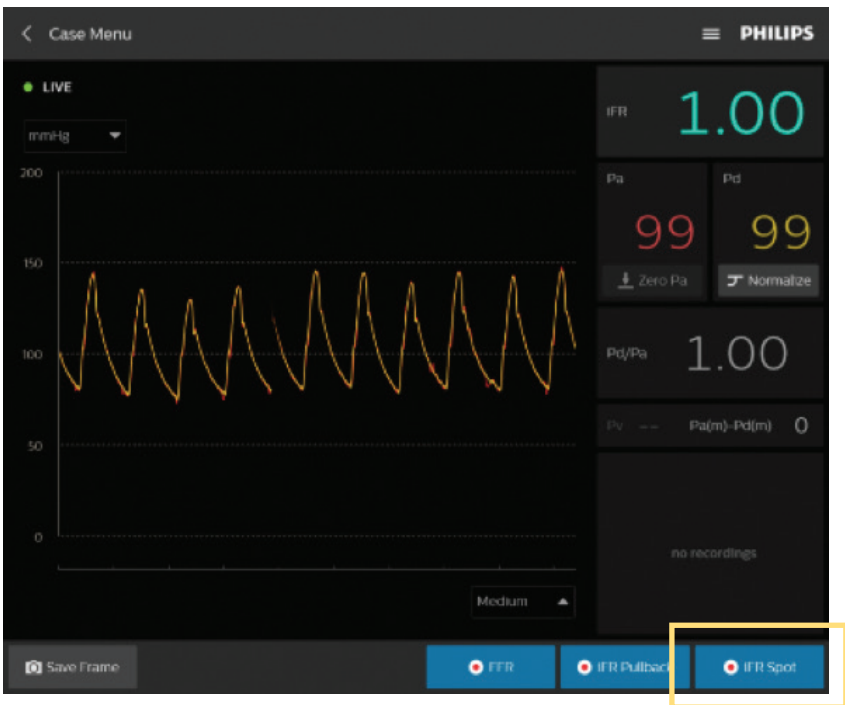 Case Menu
PHILIPS
LIVE
mmHg
200
150
100
50
0
Medium
iFR 1.00
Pa
99
Zero Pa
Pd
99
Normalize
Pd/Pa 1.00
Pv -- Pa(m)-Pd(m) 0
no recordings
Save Frame
FFR
iFR Pullback
iFR Spot